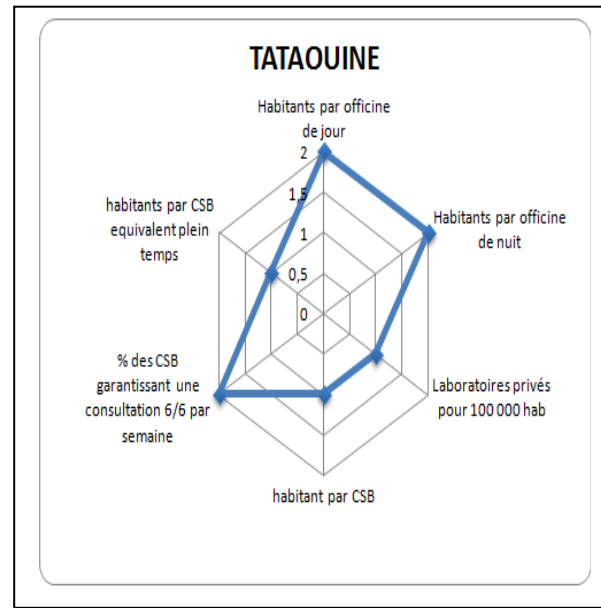 TATAOUINE
Habitants par officine
de jour
2
1,5
1
0,5
0
Habitants par officine
de nuit
Laboratoires privés
pour 100 000 hab
habitant par CSB
% des CSB
garantissant une
consultation 6/6 par
semaine
habitants par CSB
equivalent plein
temps